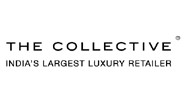 THE COLLECTIVE®
INDIA'S LARGEST LUXURY RETAILER